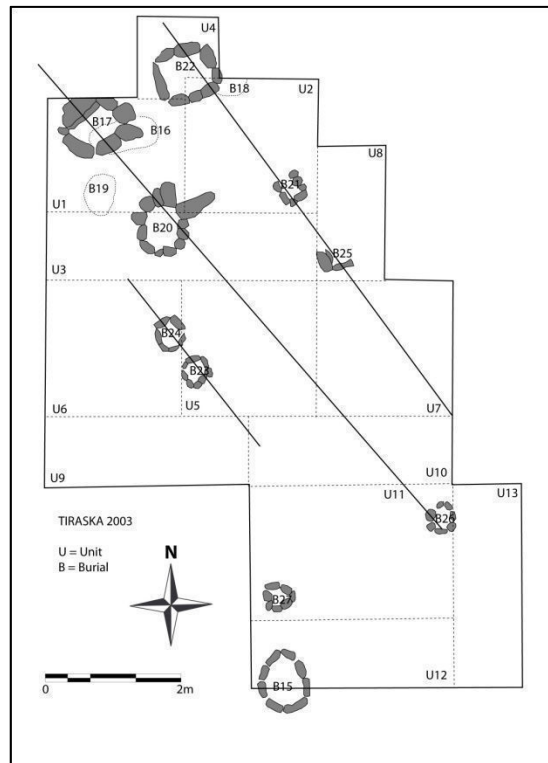 U4
B22
B18
U2
B17
B16
U8
B19
B21
U1
B20
B25
U3
B24
B23
U6
U5
U7
U9
U10
U11
U13
TIRASKA 2003
B26
U = Unit
B = Burial
N
B27
U12
B15
0
2m